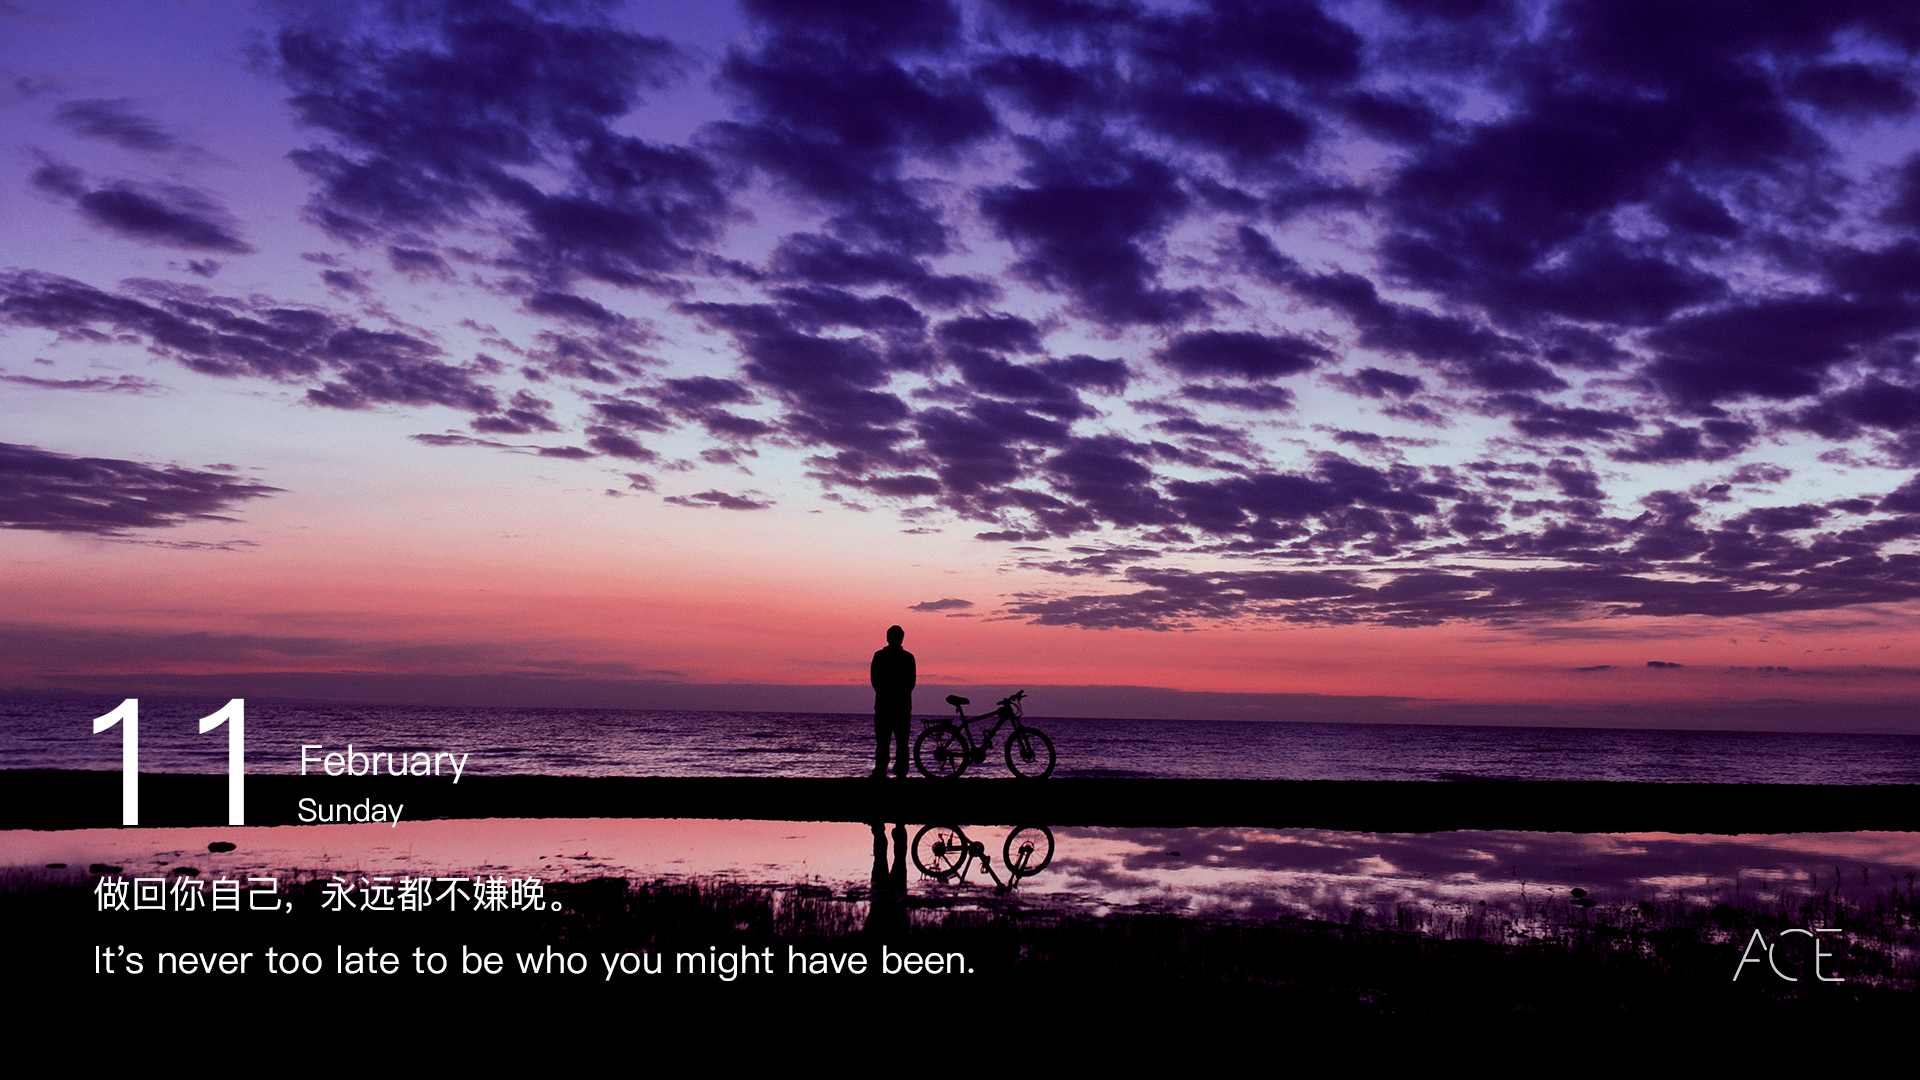 11
February
Sunday
做回你自己，永远都不嫌晚。
It’s never too late to be who you might have been.
ACE